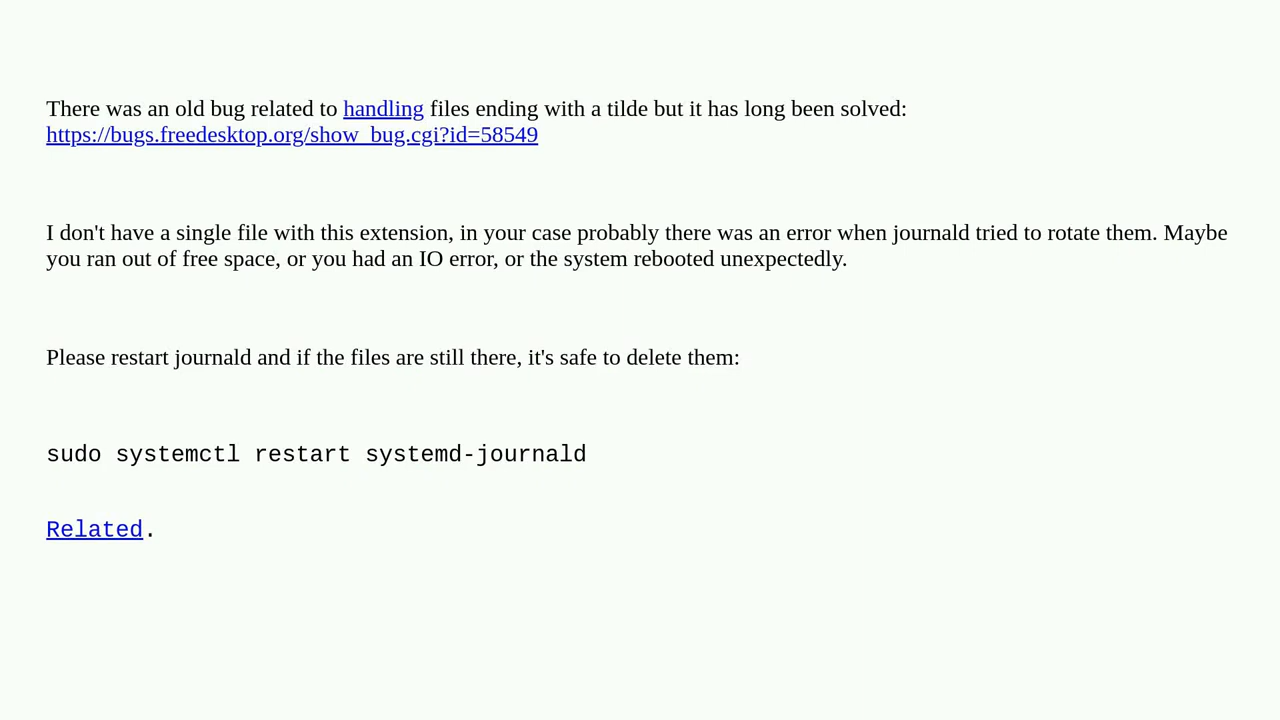 There was an old bug related to handling files ending with a tilde but it has long been solved:
https://bugs.freedesktop.org/show_bug.cgi?id=58549
I don't have a single file with this extension, in your case probably there was an error when journald tried to rotate them. Maybe
you ran out of free space, or you had an IO error, or the system rebooted unexpectedly.
Please restart journald and if the files are still there, it's safe to delete them:
sudo systemctl restart systemd-journald
Related.